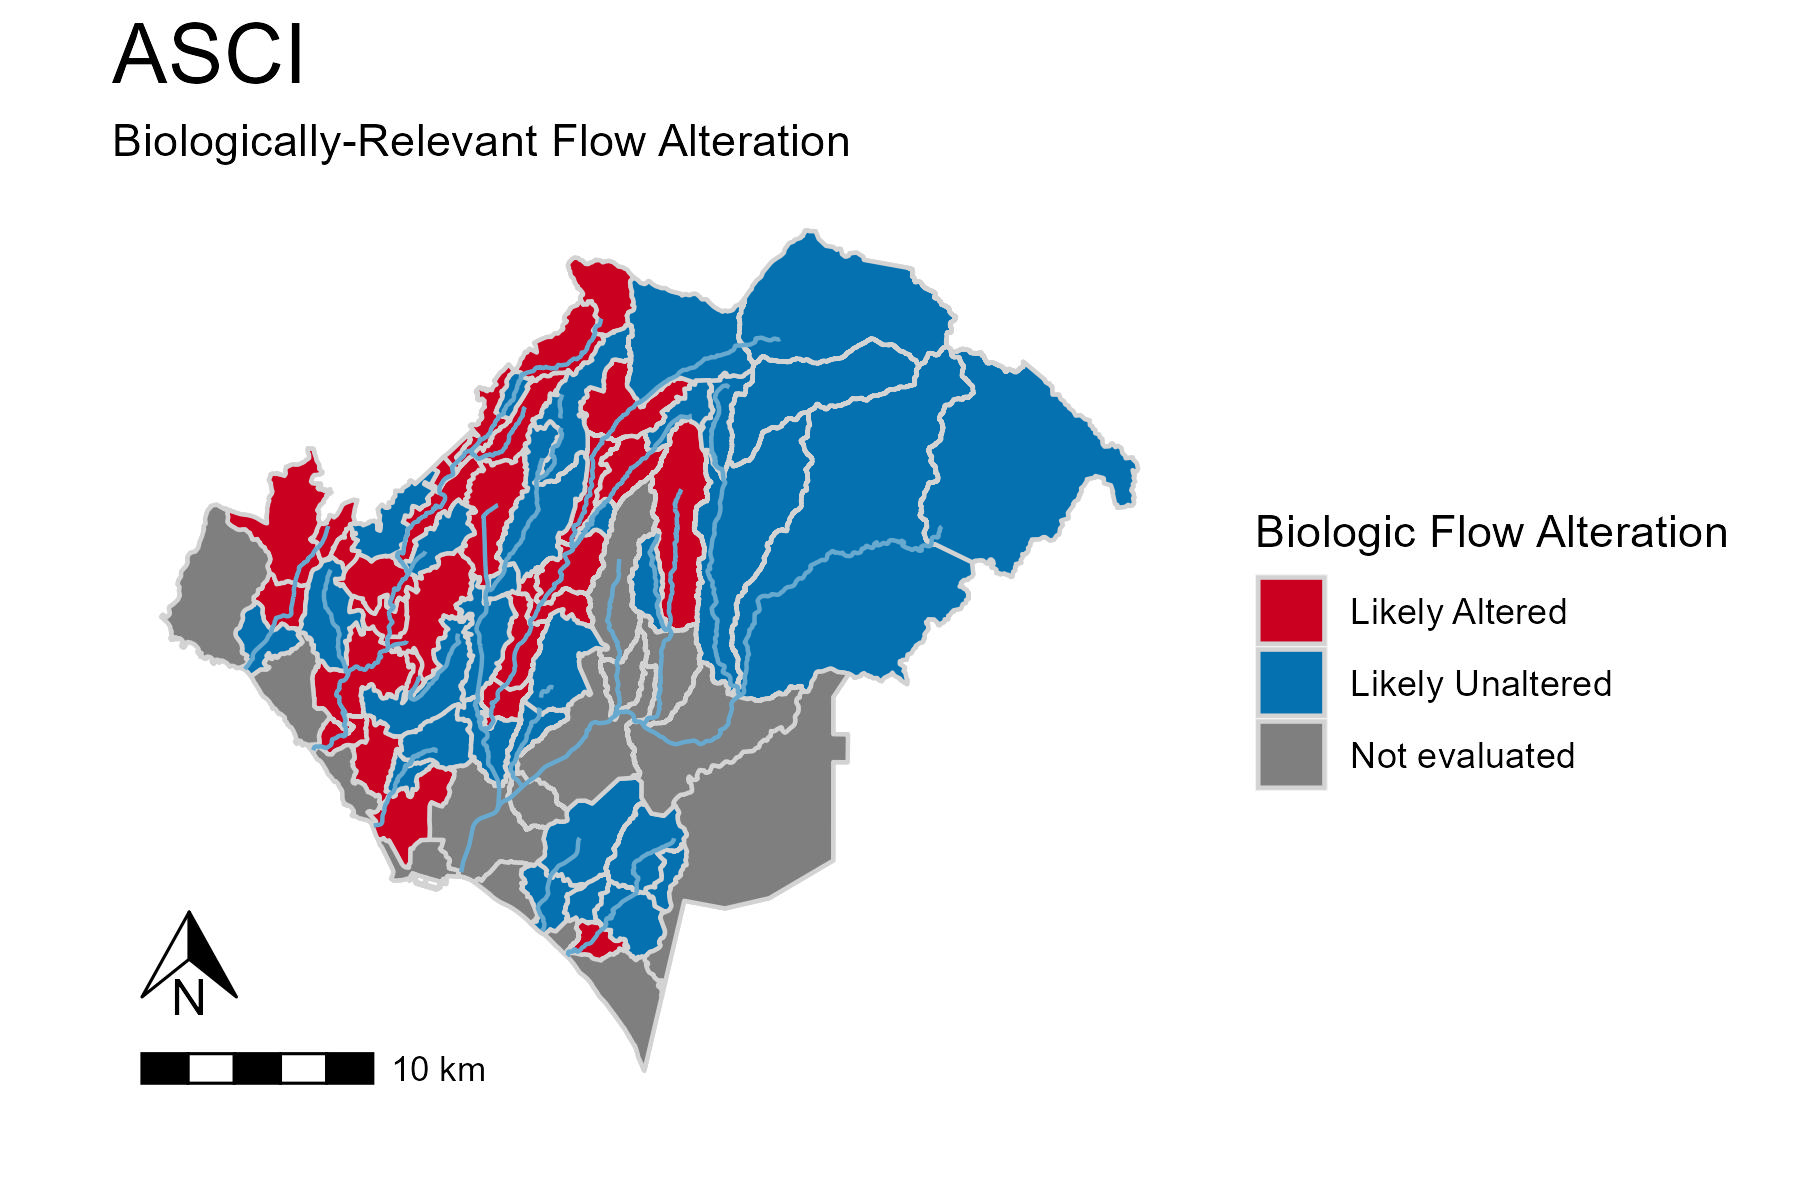 ASCI
Biologically-Relevant Flow Alteration
Biologic Flow Alteration
Likely Altered
Likely Unaltered
Not evaluated
N
10 km